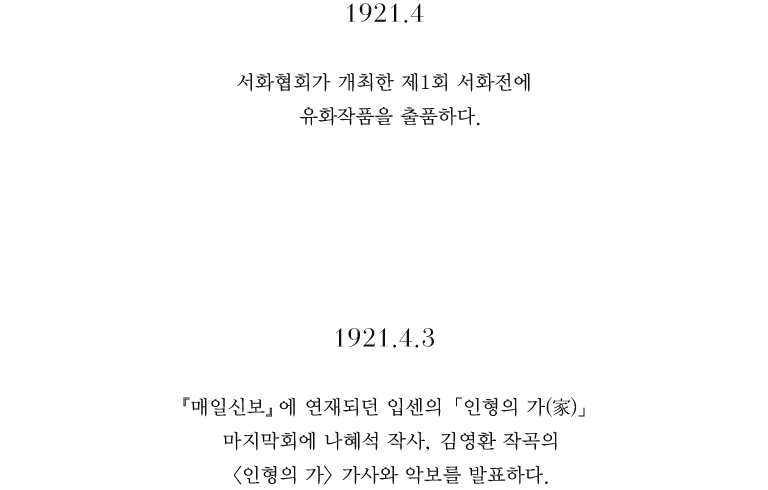 1921.4
서화협회가 개최한 제1회 서화전에
유화작품을 출품하다.
1921.4.3
『매일신보』에 연재되던 입센의 「인형의 가(家)」
마지막회에 나혜석 작사, 김영환 작곡의
〈인형의 가〉 가사와 악보를 발표하다.